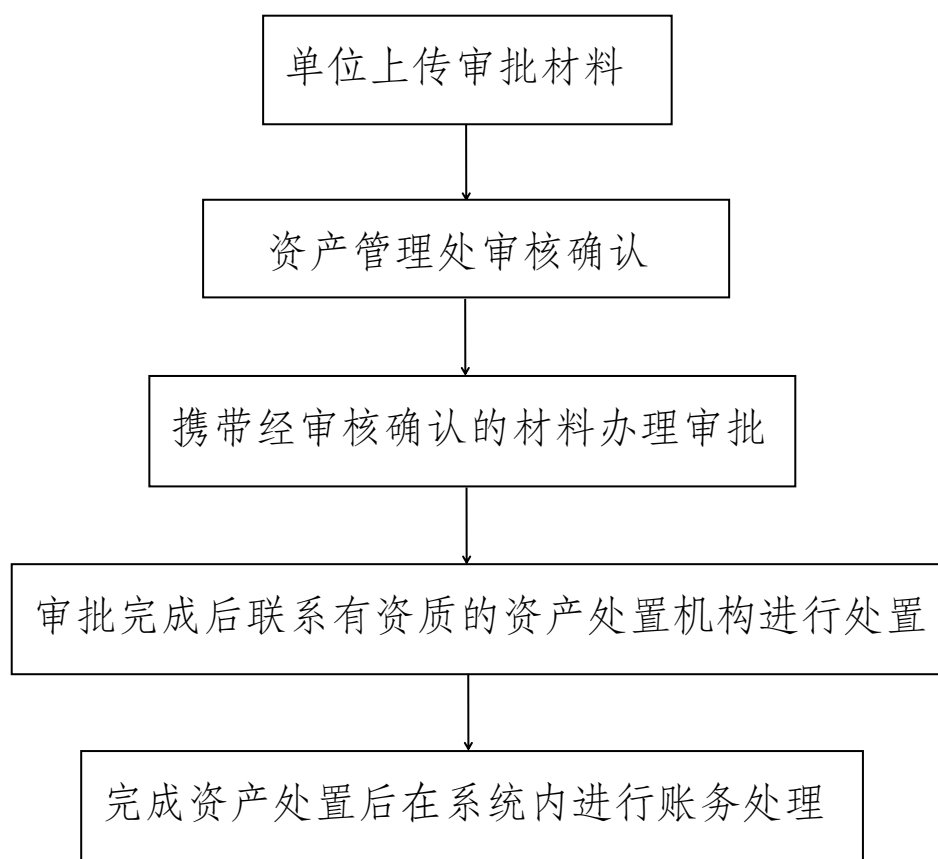 单位上传审批材料
资产管理处审核确认
携带经审核确认的材料办理审批
审批完成后联系有资质的资产处置机构进行处置
完成资产处置后在系统内进行账务处理